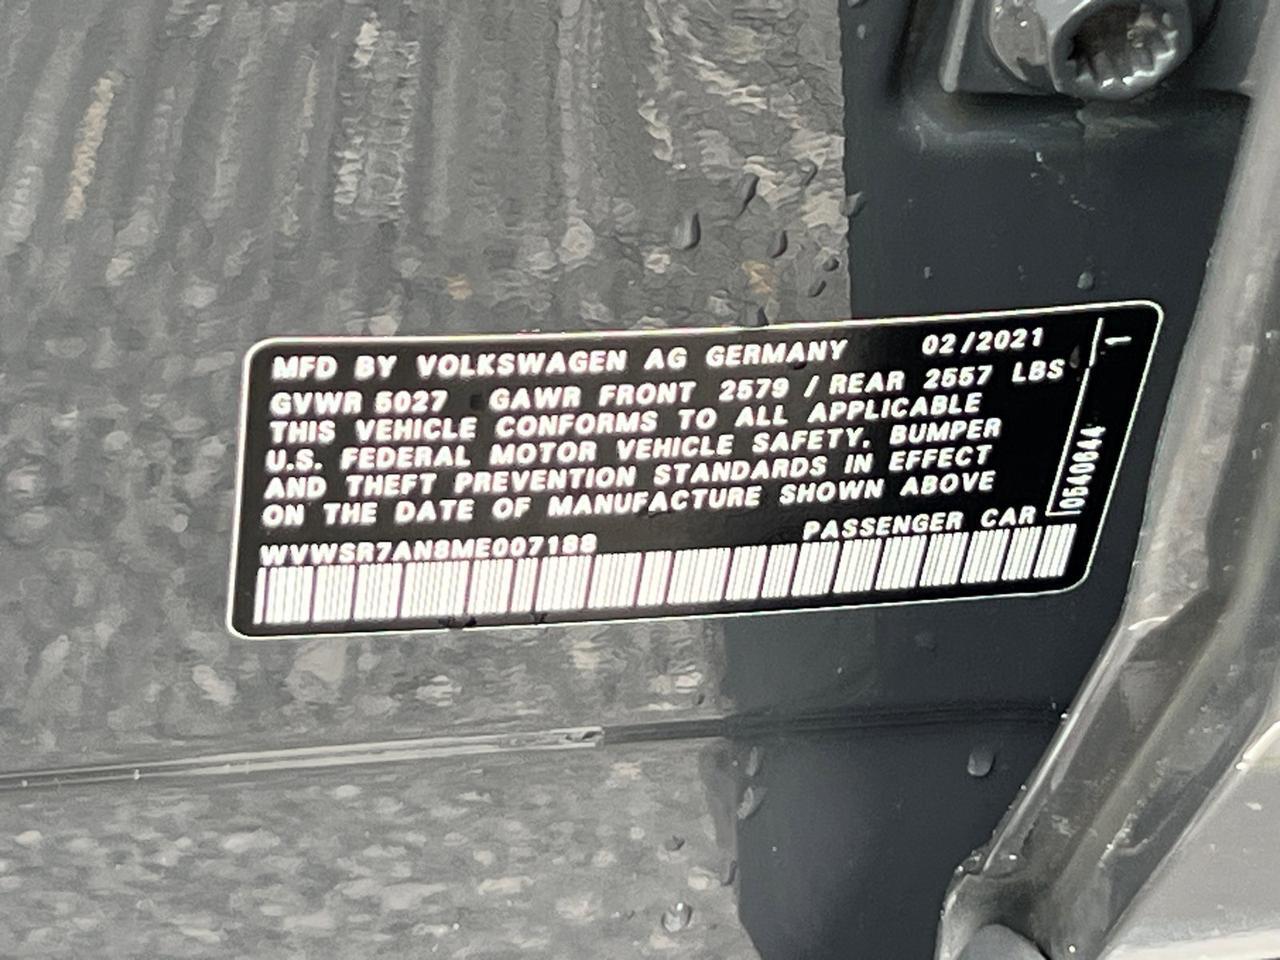 MFD BY VOLKSWAGEN AG GERMANY 02/2021
GVWR 5027 GAWR FRONT 2579 / REAR 2557 LBS
THIS VEHICLE CONFORMS TO ALL APPLICABLE
U.S. FEDERAL MOTOR VEHICLE SAFETY, BUMPER
AND THEFT PREVENTION STANDARDS IN EFFECT
ON THE DATE OF MANUFACTURE SHOWN ABOVE
PASSENGER CAR
WVWSR7AN8ME007188
0540644
1